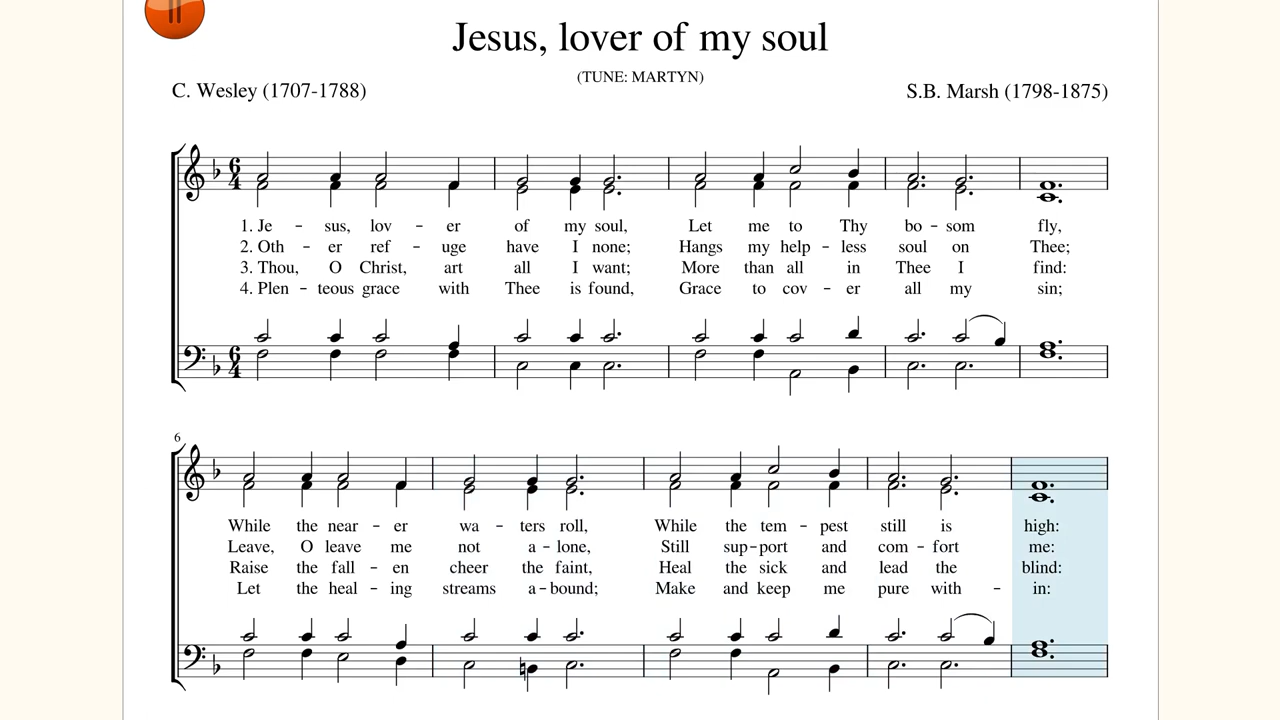 Jesus, lover of my soul
(TUNE: MARTYN)
C. Wesley (1707-1788)
S.B. Marsh (1798-1875)
6
4
1. Je – sus, lov – er of my soul, Let me to Thy bo – som fly,
2. Oth – er ref – uge have I none; Hangs my help – less soul on Thee;
3. Thou, O Christ, art all I want; More than all in Thee I find:
4. Plen – teous grace with Thee is found, Grace to cov – er all my sin;
6
4
6
While the near – er wa – ters roll, While the tem – pest still is high:
Leave, O leave me not a – lone, Still sup – port and com – fort me:
Raise the fall – en cheer the faint, Heal the sick and lead the blind:
Let the heal – ing streams a – bound; Make and keep me pure with – in: